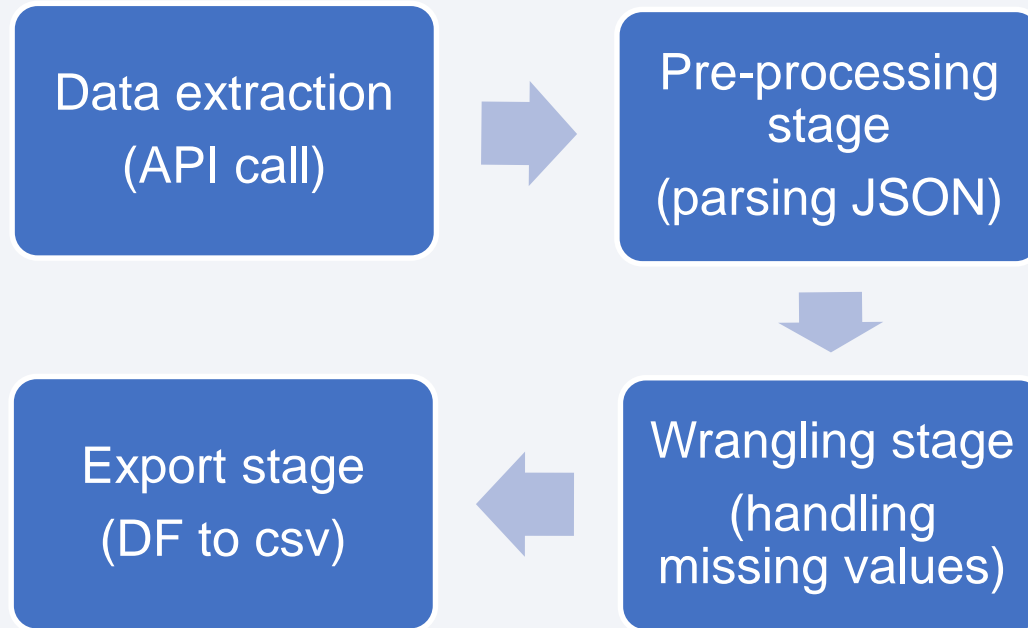 Data extraction
(API call)
Pre-processing
stage
(parsing JSON)
Wrangling stage
(handling
missing values)
Export stage
(DF to csv)